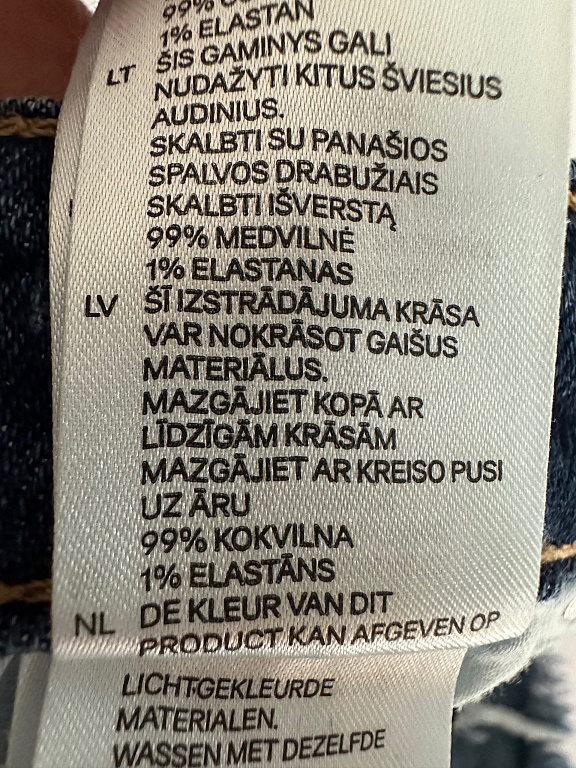 99%
1% ELASTAN
LT ŠIS GAMINYS GALI
NUDAŽYTI KITUS ŠVIESIUS
AUDINIUS.
SKALBTI SU PANAŠIOS
SPALVOS DRABUŽIAIS
SKALBTI IŠVERSTĄ
99% MEDVILNĖ
1% ELASTANAS
LV ŠĪ IZSTRĀDĀJUMA KRĀSA
VAR NOKRĀSOT GAIŠUS
MATERIĀLUS.
MAZGĀJIET KOPĀ AR
LĪDZĪGĀM KRĀSĀM
MAZGĀJIET AR KREISO PUSI
UZ ĀRU
99% KOKVILNA
1% ELASTĀNS
NL DE KLEUR VAN DIT
PRODUCT KAN AFGEVEN OP
LICHTGEKLEURDE
MATERIALEN.
WASSEN MET DEZELFDE